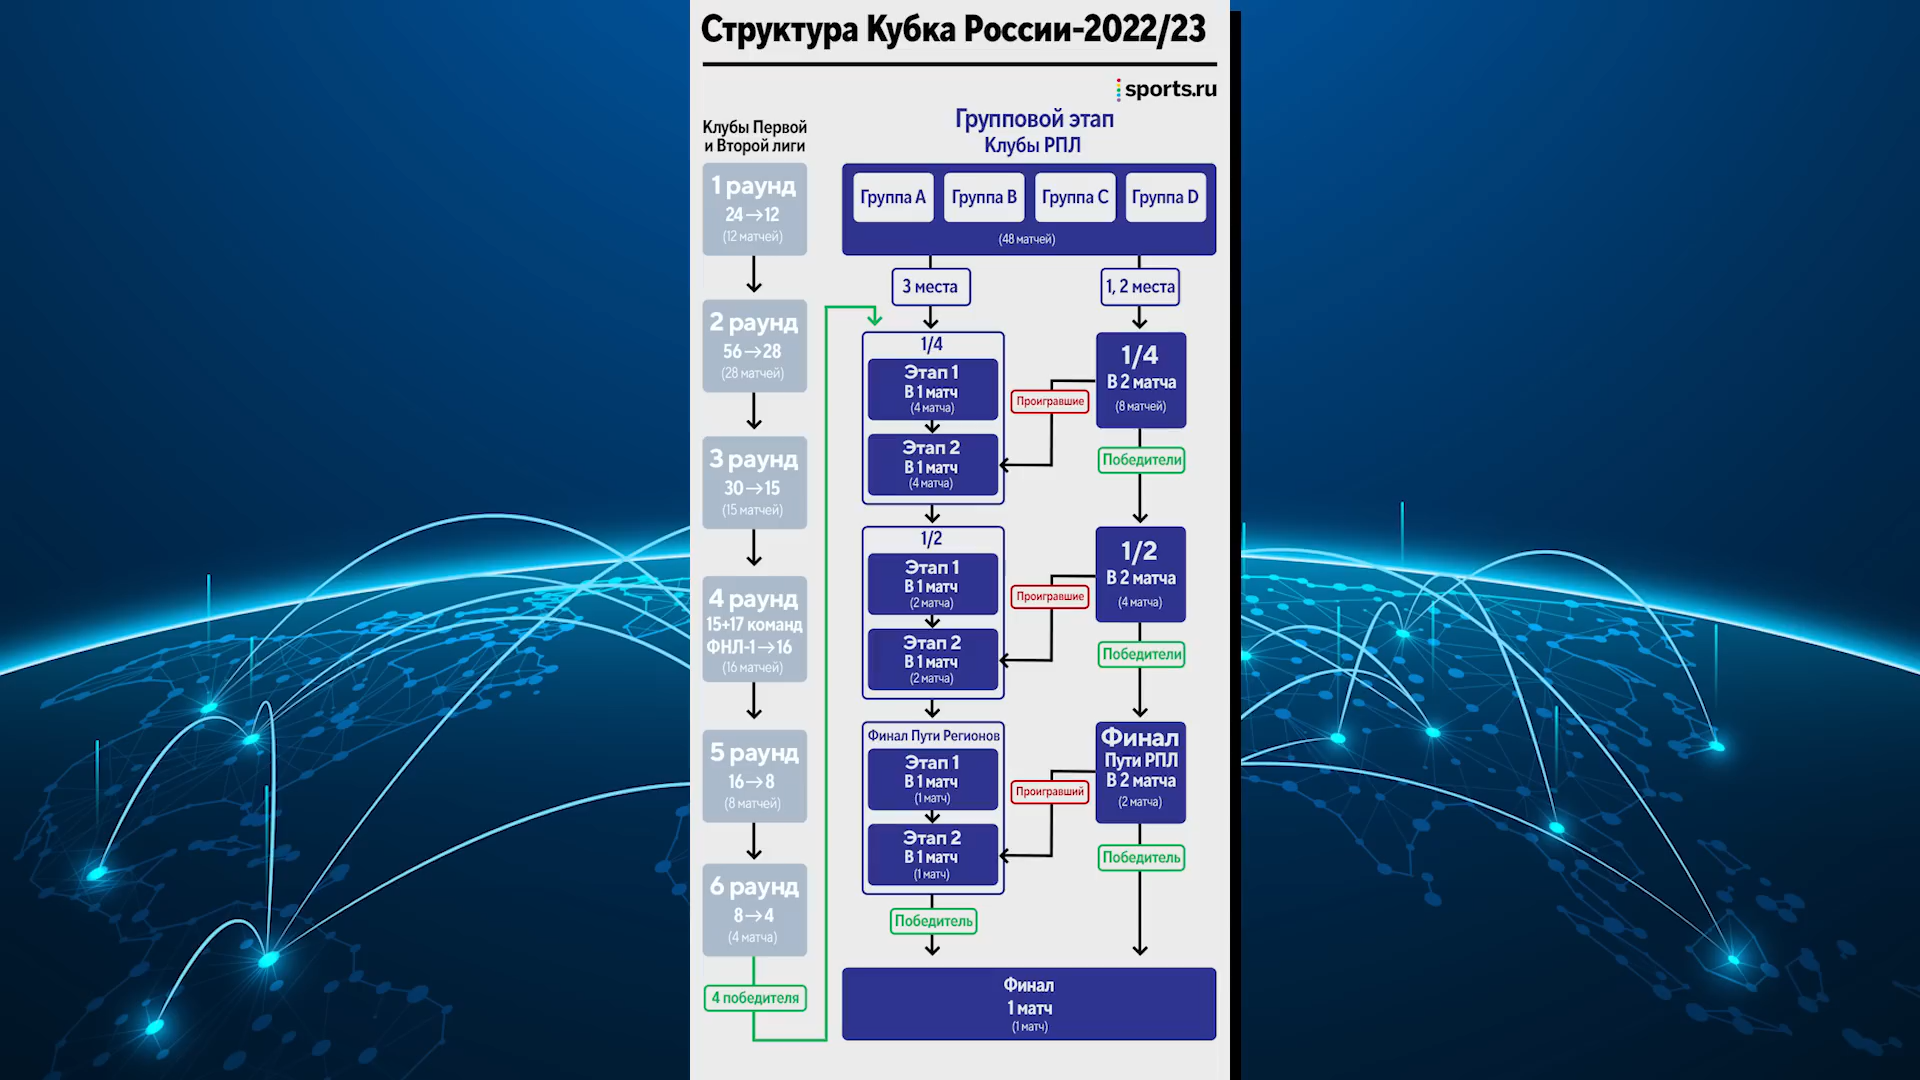 Структура Кубка России-2022/23
sports.ru
Клубы Первой
и Второй лиги
1 раунд
24→12
(12 матчей)
2 раунд
56→28
(28 матчей)
3 раунд
30→15
(15 матчей)
4 раунд
15+17 команд
ФНЛ-1→16
(16 матчей)
5 раунд
16→8
(8 матчей)
6 раунд
8→4
(4 матча)
4 победителя
Групповой этап
Клубы РПЛ
Группа A
Группа B
Группа C
Группа D
(48 матчей)
3 места
1, 2 места
1/4
Этап 1
В 1 матч
(4 матча)
Этап 2
В 1 матч
(4 матча)
Проигравшие
1/4
В 2 матча
(8 матчей)
Победители
1/2
Этап 1
В 1 матч
(2 матча)
Этап 2
В 1 матч
(2 матча)
Проигравшие
1/2
В 2 матча
(4 матча)
Победители
Финал Пути Регионов
Этап 1
В 1 матч
(1 матч)
Этап 2
В 1 матч
(1 матч)
Проигравший
Финал
Пути РПЛ
В 2 матча
(2 матча)
Победитель
Победитель
Финал
1 матч
(1 матч)